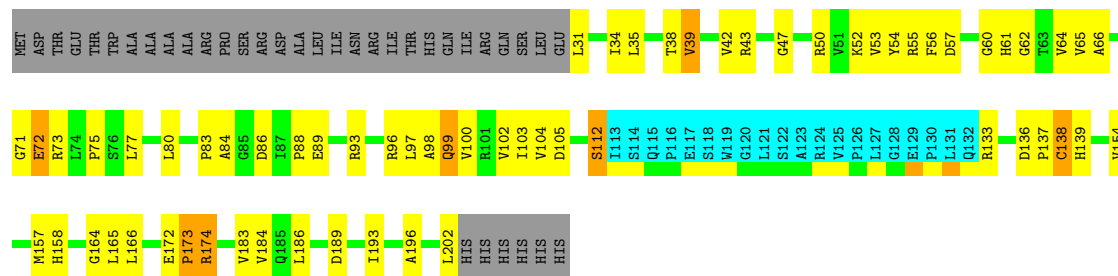 MET ASP THR GLU THR TRP ALA ALA ALA ALA ARG PRO SER ARG ASP ALA LEU ILE ASN ARG ILE THR HIS GLN ILE ARG GLN SER LEU GLU L31 I34 L35 T38 V39 V42 R43 G47 R50 V51 K52 V53 Y54 R55 F56 D57 G60 H61 G62 T63 V64 V65 A66
G71 E72 R73 L74 P75 S76 L77 L80 P83 A84 G85 D86 I87 P88 E89 R93 R96 L97 A98 Q99 V100 R101 V102 I103 V104 D105 S112 I113 S114 Q115 P116 E117 S118 W119 G120 L121 S122 A123 R124 V125 P126 L127 G128 E129 P130 L131 Q132 R133 D136 P137 C138 H139 V154
M157 H158 G164 L165 L166 E172 P173 R174 V183 V184 Q185 L186 D189 I193 A196 L202 HIS HIS HIS HIS HIS